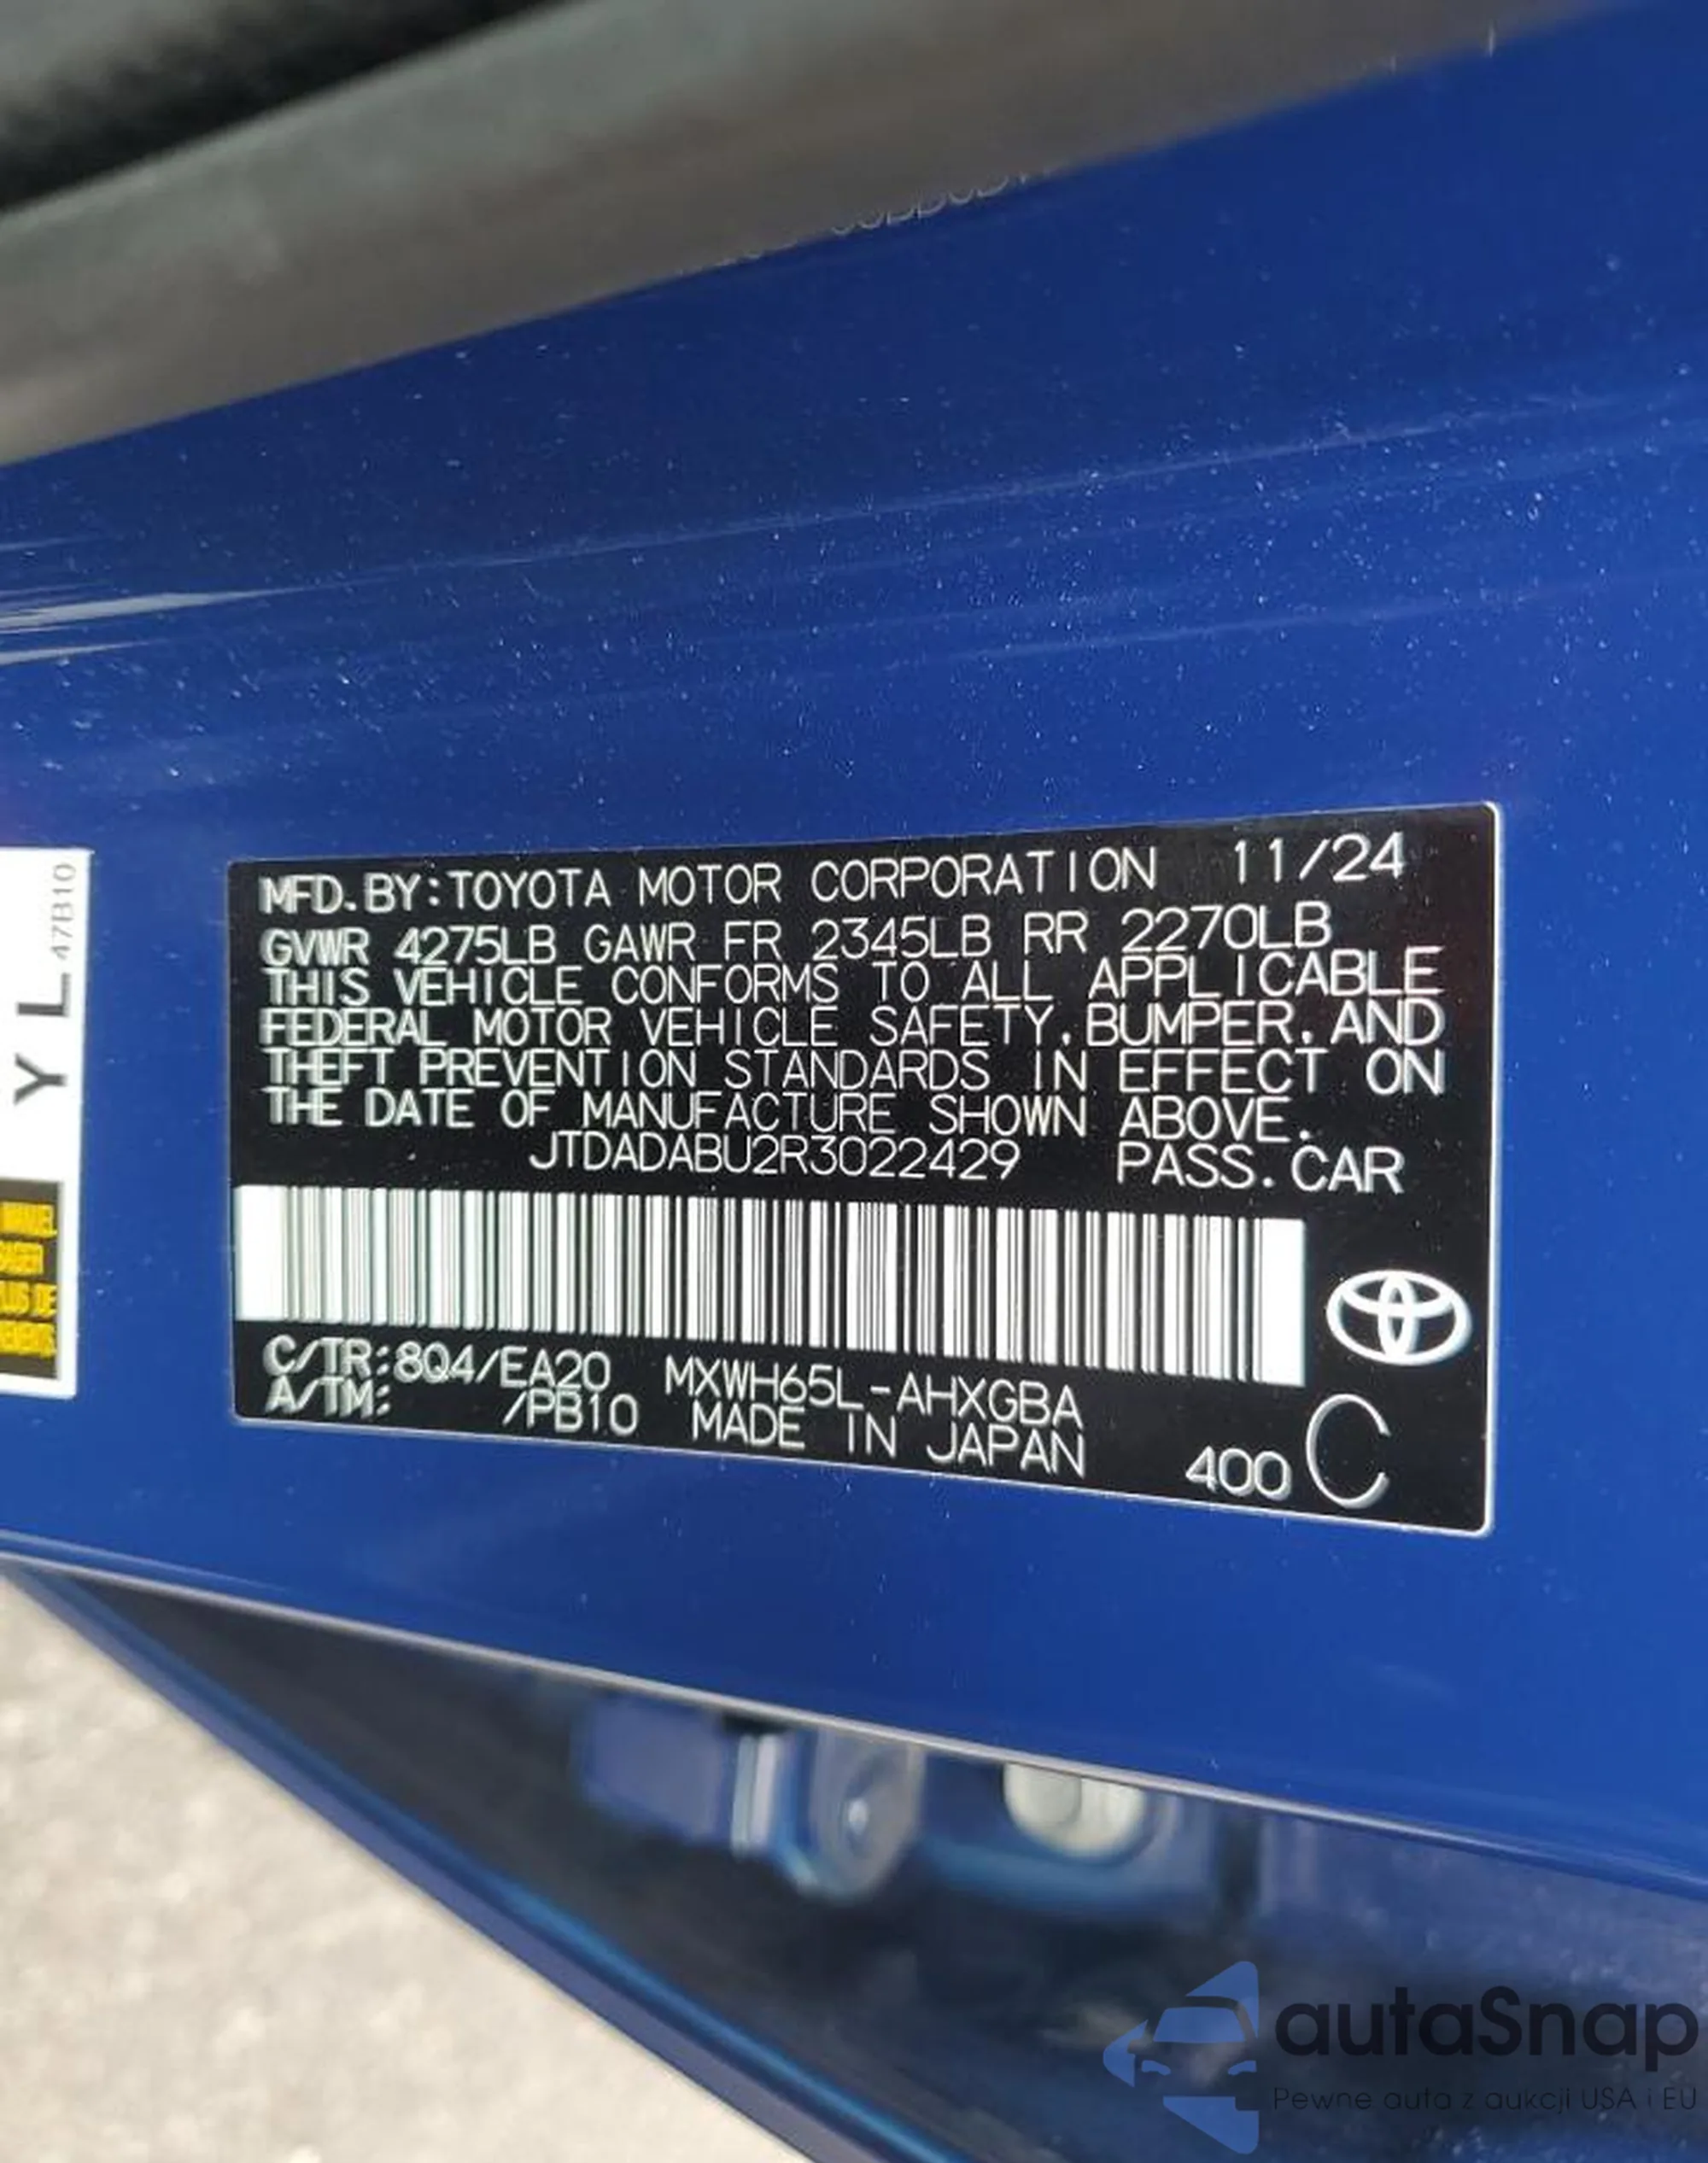 MFD.BY:TOYOTA MOTOR CORPORATION 11/24
GVWR 4275LB GAWR FR 2345LB RR 2270LB
THIS VEHICLE CONFORMS TO ALL APPLICABLE
FEDERAL MOTOR VEHICLE SAFETY,BUMPER,AND
THEFT PREVENTION STANDARDS IN EFFECT ON
THE DATE OF MANUFACTURE SHOWN ABOVE.
JTDADABU2R3022429 PASS.CAR
C/TR:8Q4/EA20 MXWH65L-AHXGBA
A/TM: /PB10 MADE IN JAPAN
400 C
Y L 47B10
PLUS DE
autaSnap
Pewne auta z aukcji USA i EU